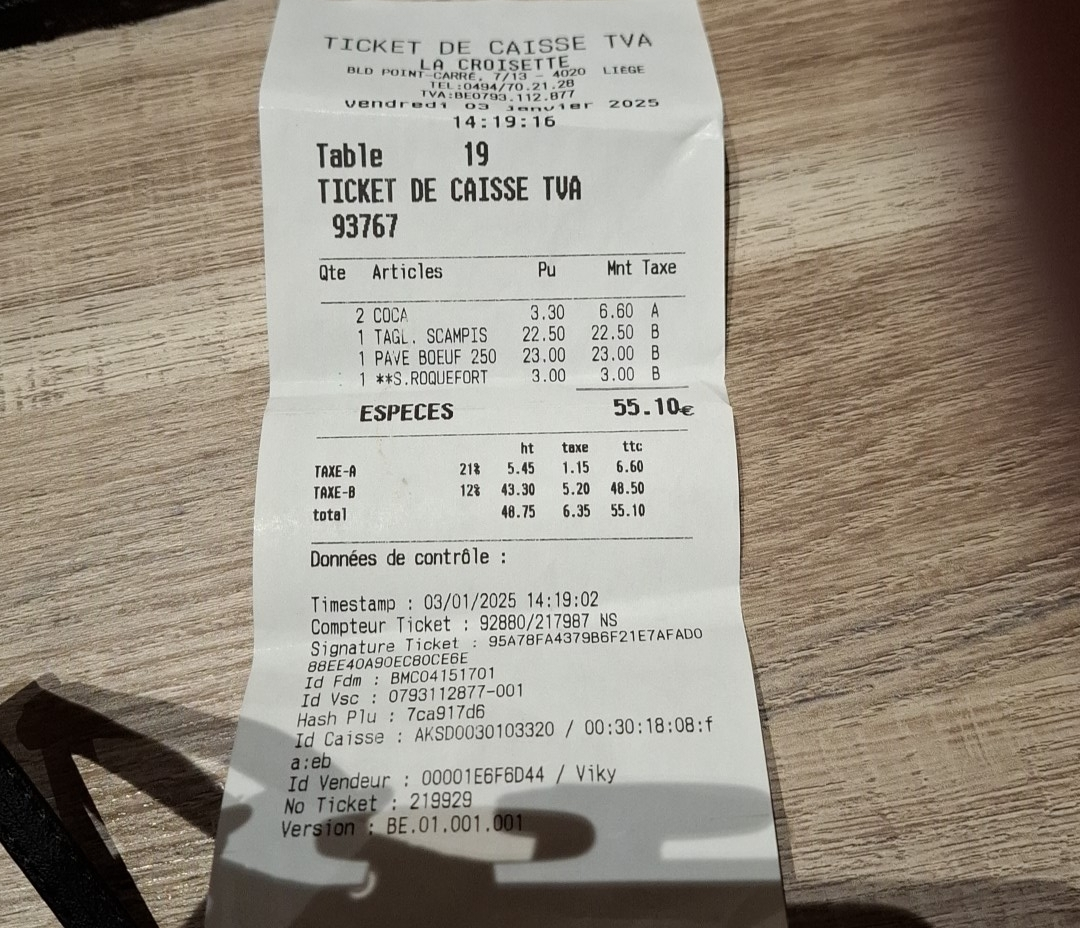 TICKET DE CAISSE TVA
LA CROISETTE
BLD POINT-CARRE, 7/13 - 4020 LIEGE
TEL:0494/70.21.28
TVA:BE0793.112.877
Vendredi 03 Janvier 2025
14:19:16
Table 19
TICKET DE CAISSE TVA
93767
Qte Articles Pu Mnt Taxe
2 COCA 3.30 6.60 A
1 TAGL. SCAMPIS 22.50 22.50 B
1 PAVE BOEUF 250 23.00 23.00 B
1 **S.ROQUEFORT 3.00 3.00 B
ESPECES 55.10€
ht taxe ttc
TAXE-A 21% 5.45 1.15 6.60
TAXE-B 12% 43.30 5.20 48.50
total 48.75 6.35 55.10
Données de contrôle :
Timestamp : 03/01/2025 14:19:02
Compteur Ticket : 92880/217987 NS
Signature Ticket : 95A78FA4379B6F21E7AFAD0
88EE40A90EC80CE6E
Id Fdm : BMC04151701
Id Vsc : 0793112877-001
Hash Plu : 7ca917d6
Id Caisse : AKSD0030103320 / 00:30:18:08:f
a:eb
Id Vendeur : 00001E6F6D44 / Viky
No Ticket : 219929
Version : BE.01.001.001